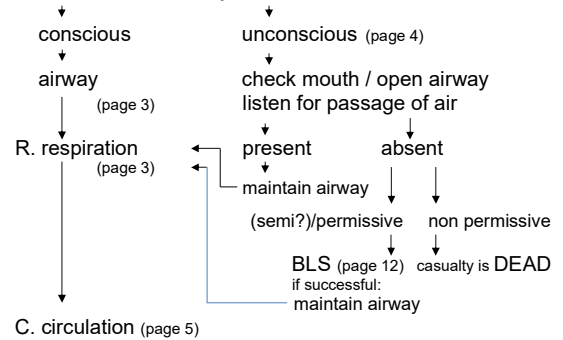 conscious unconscious (page 4)
airway check mouth / open airway
(page 3) listen for passage of air
R. respiration present absent
(page 3)
maintain airway
(semi?)/permissive non permissive
BLS (page 12) casualty is DEAD
if successful:
maintain airway
C. circulation (page 5)